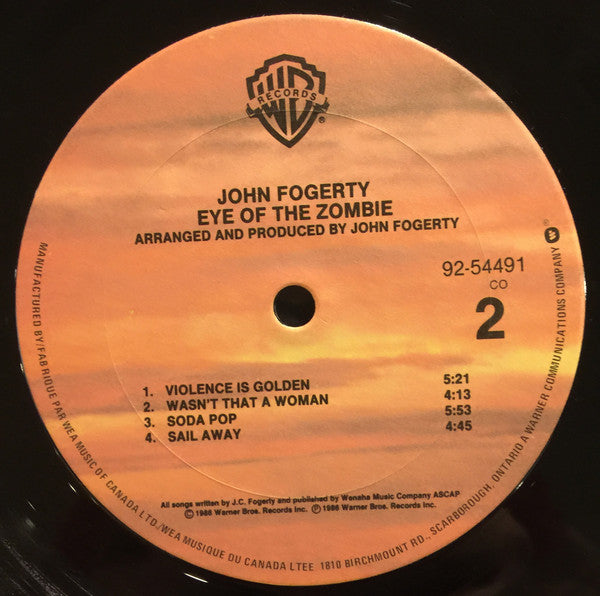 WB
RECORDS
®
JOHN FOGERTY
EYE OF THE ZOMBIE
ARRANGED AND PRODUCED BY JOHN FOGERTY
92-54491
CO
2
1. VIOLENCE IS GOLDEN 5:21
2. WASN'T THAT A WOMAN 4:13
3. SODA POP 5:53
4. SAIL AWAY 4:45
All songs written by J.C. Fogerty and published by Wenaha Music Company ASCAP
©1986 Warner Bros. Records Inc. ℗1986 Warner Bros. Records Inc.
MANUFACTURED BY/FABRIQUE PAR WEA MUSIC OF CANADA LTD./WEA MUSIQUE DU CANADA LTEE 1810 BIRCHMOUNT RD., SCARBOROUGH, ONTARIO A WARNER COMMUNICATIONS COMPANY